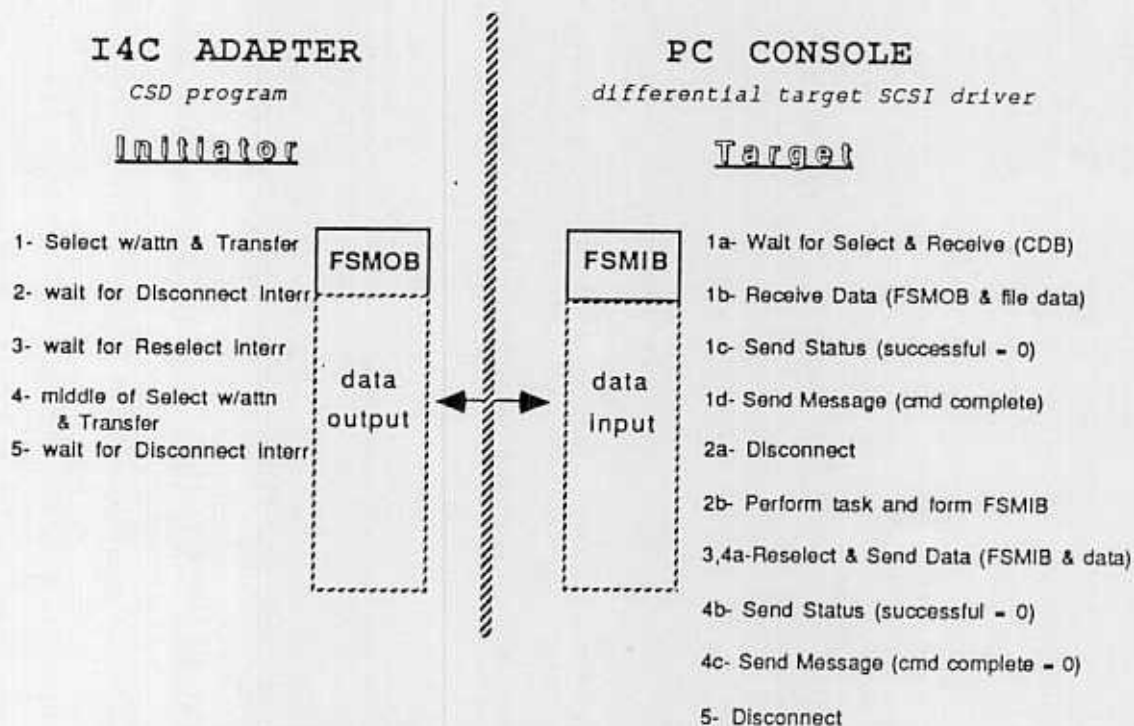 I4C ADAPTER
CSD program
Initiator
1- Select w/attn & Transfer
2- wait for Disconnect Interr
3- wait for Reselect Interr
4- middle of Select w/attn
& Transfer
5- wait for Disconnect Interr
FSMOB
data
output
PC CONSOLE
differential target SCSI driver
Target
FSMIB
data
input
1a- Wait for Select & Receive (CDB)
1b- Receive Data (FSMOB & file data)
1c- Send Status (successful = 0)
1d- Send Message (cmd complete)
2a- Disconnect
2b- Perform task and form FSMIB
3,4a-Reselect & Send Data (FSMIB & data)
4b- Send Status (successful = 0)
4c- Send Message (cmd complete = 0)
5- Disconnect